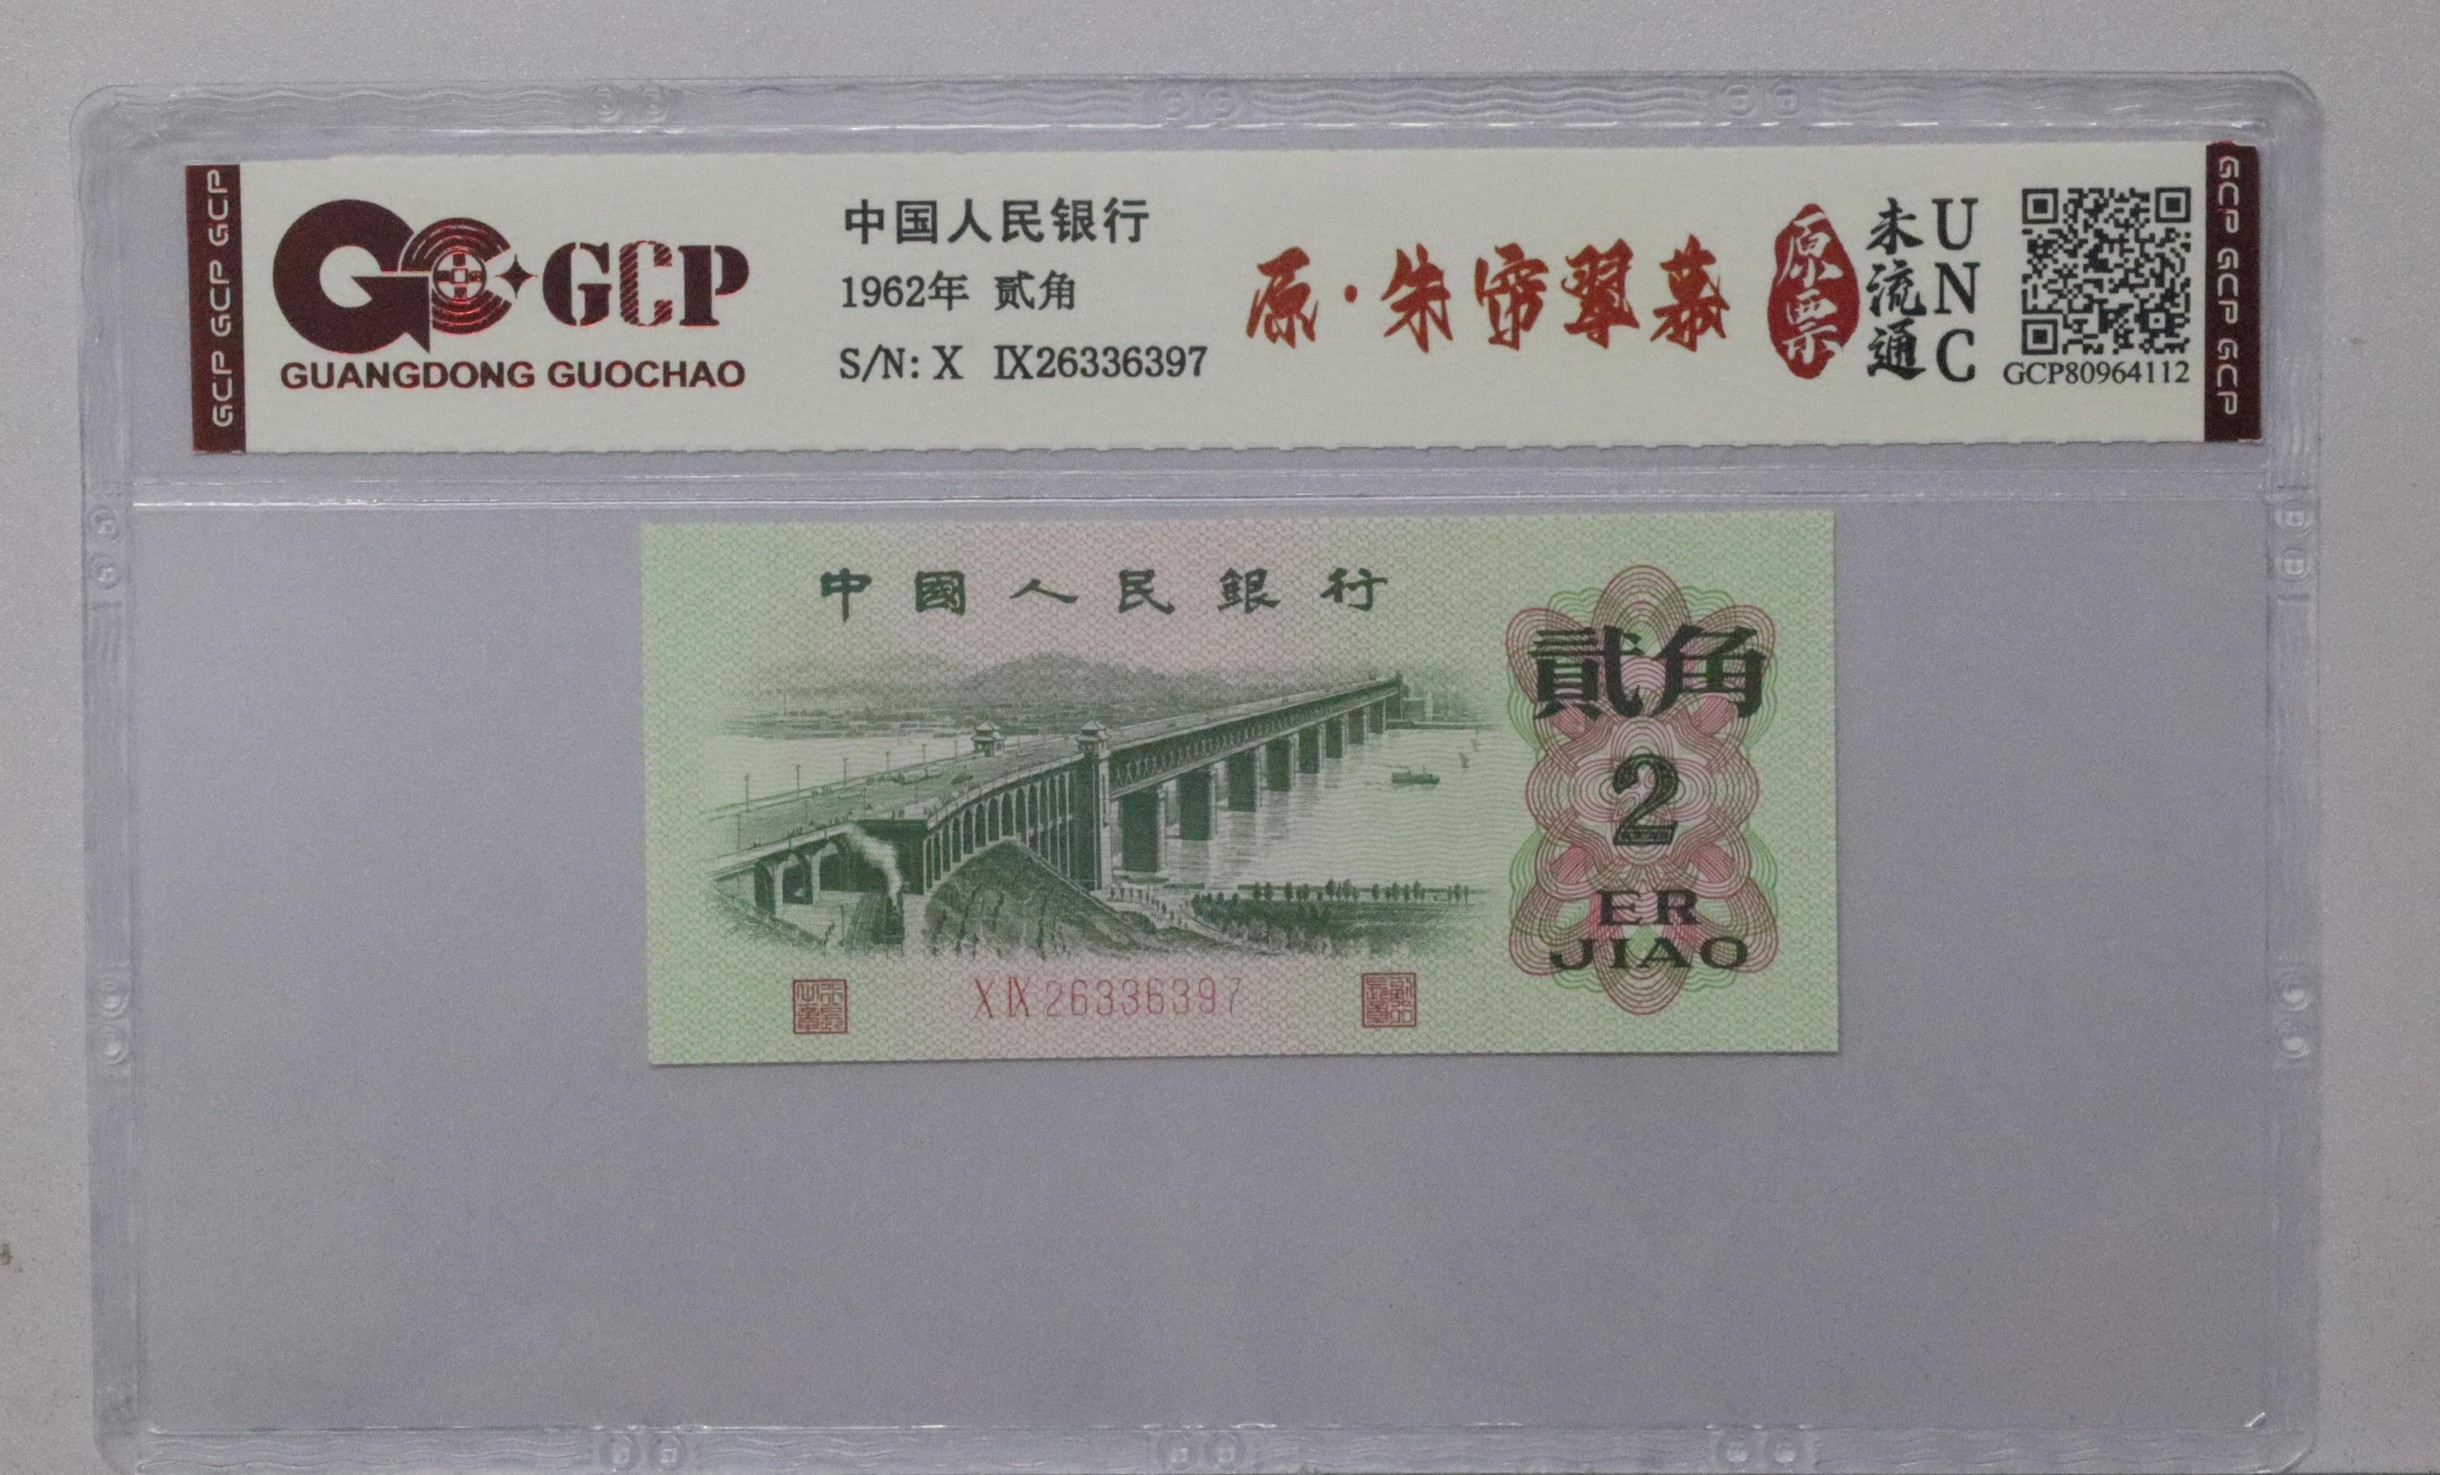 GCP GCP GCP
GCP
GUANGDONG GUOCHAO
中国人民银行
1962年 贰角
S/N: X IX26336397
原·朱帘翠幕
原票
未流通
UNC
GCP80964112
GCP GCP GCP
中國人民銀行
貳角
2
ER
JIAO
X IX 26336397